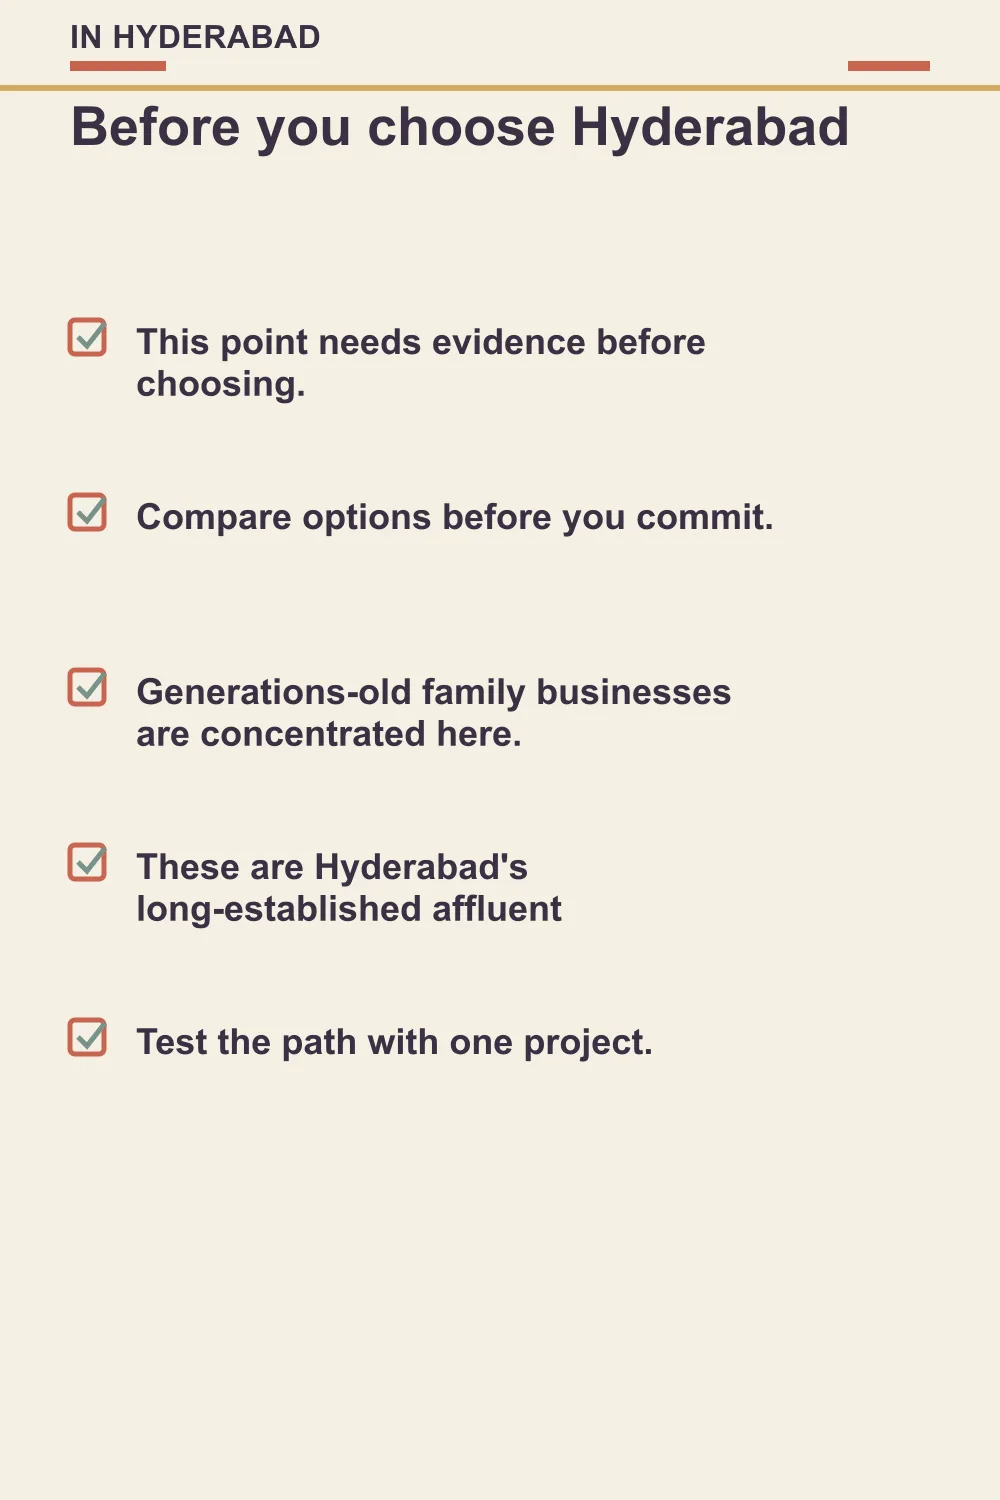 IN HYDERABAD
Before you choose Hyderabad
This point needs evidence before
choosing.
Compare options before you commit.
Generations-old family businesses
are concentrated here.
These are Hyderabad's
long-established affluent
Test the path with one project.